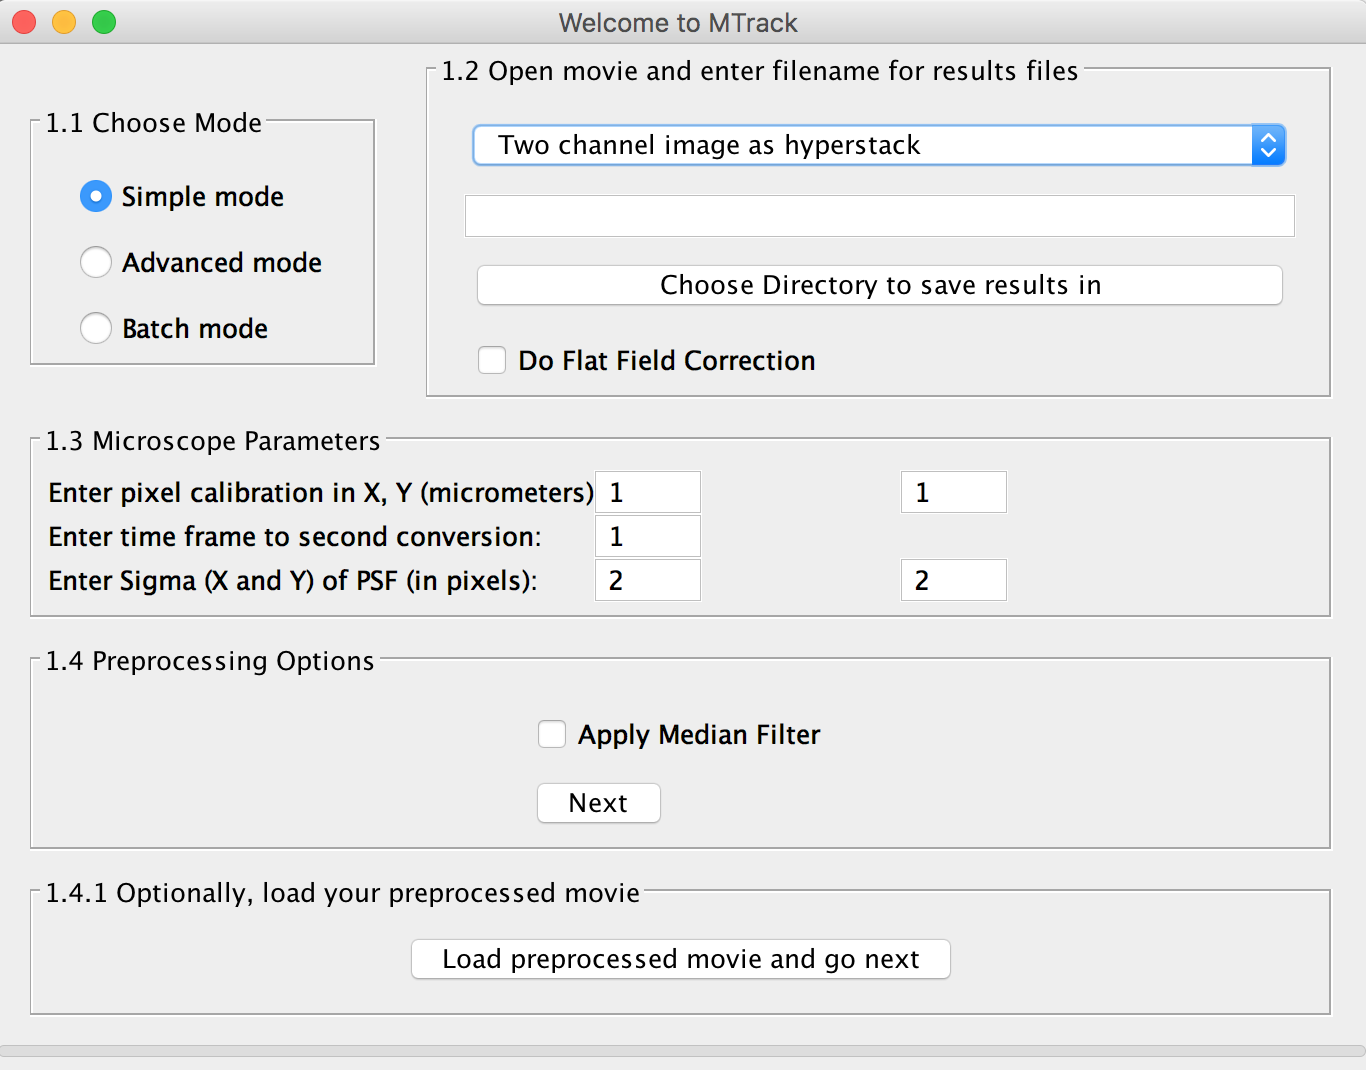 Welcome to MTrack
1.1 Choose Mode
Simple mode
Advanced mode
Batch mode
1.2 Open movie and enter filename for results files
Two channel image as hyperstack
Choose Directory to save results in
Do Flat Field Correction
1.3 Microscope Parameters
Enter pixel calibration in X, Y (micrometers) 1 1
Enter time frame to second conversion: 1
Enter Sigma (X and Y) of PSF (in pixels): 2 2
1.4 Preprocessing Options
Apply Median Filter
Next
1.4.1 Optionally, load your preprocessed movie
Load preprocessed movie and go next